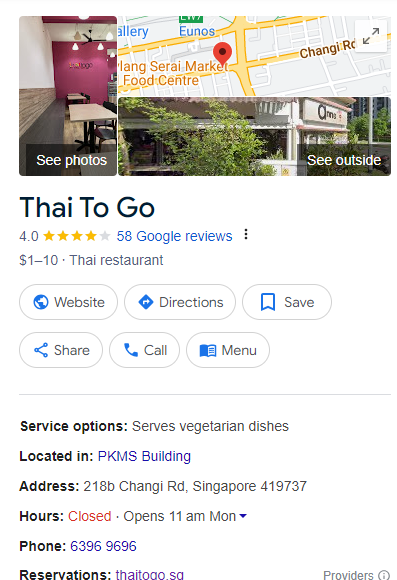 EW7
allery
Eunos
Changi Rd
lang Serai Market
Food Centre
See photos
See outside
Thai To Go
4.0 58 Google reviews
$1–10 · Thai restaurant
Website
Directions
Save
Share
Call
Menu
Service options: Serves vegetarian dishes
Located in: PKMS Building
Address: 218b Changi Rd, Singapore 419737
Hours: Closed · Opens 11 am Mon
Phone: 6396 9696
Reservations: thaitogo.sg
Providers